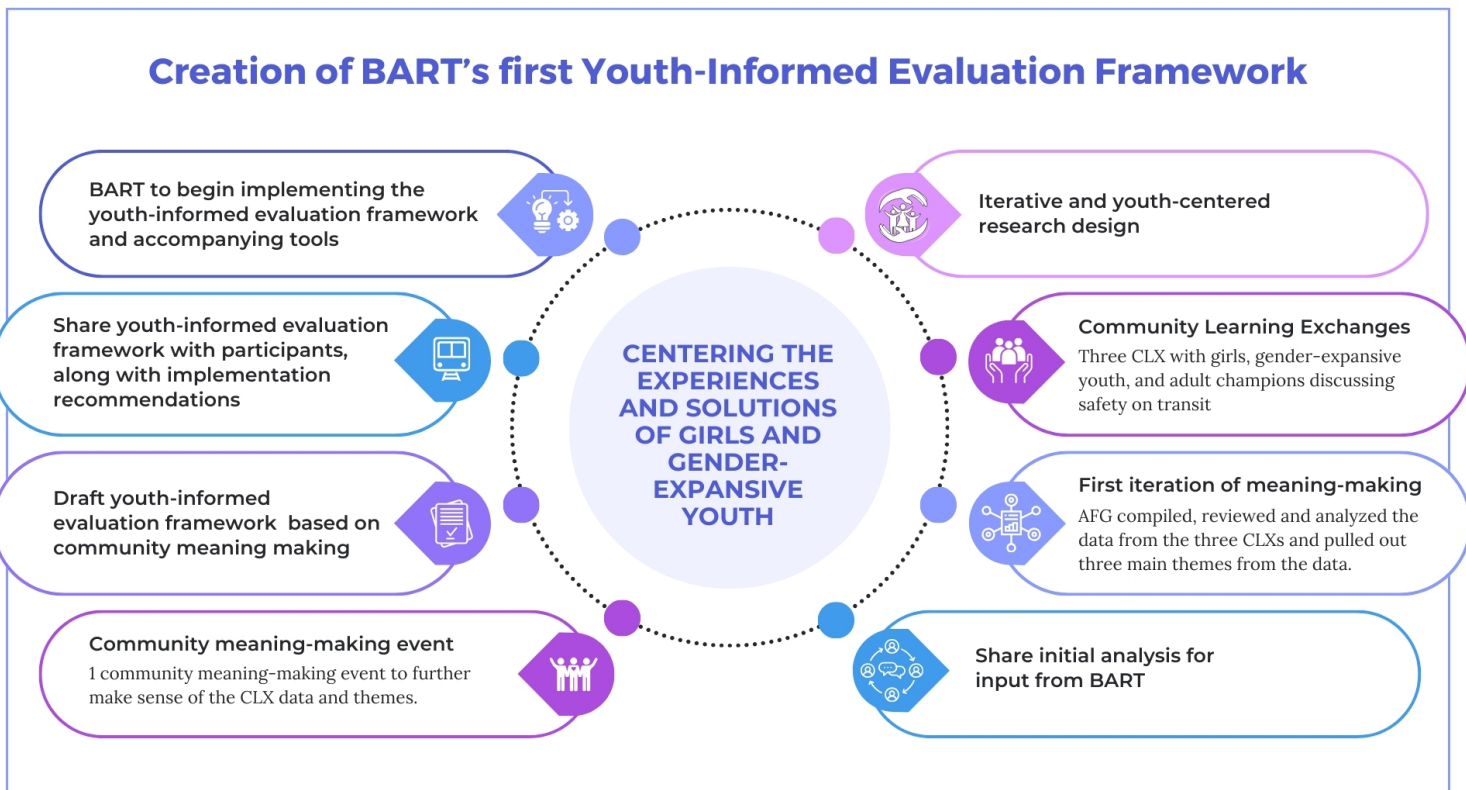 Creation of BART's first Youth-Informed Evaluation Framework
BART to begin implementing the
youth-informed evaluation framework
and accompanying tools
Share youth-informed evaluation
framework with participants,
along with implementation
recommendations
Draft youth-informed
evaluation framework  based on
community meaning making
Community meaning-making event
1 community meaning-making event to further
make sense of the CLX data and themes.
CENTERING THE
EXPERIENCES
AND SOLUTIONS
OF GIRLS AND
GENDER-
EXPANSIVE
YOUTH
Iterative and youth-centered
research design
Community Learning Exchanges
Three CLX with girls, gender-expansive
youth, and adult champions discussing
safety on transit
First iteration of meaning-making
AFG compiled, reviewed and analyzed the
data from the three CLXs and pulled out
three main themes from the data.
Share initial analysis for
input from BART